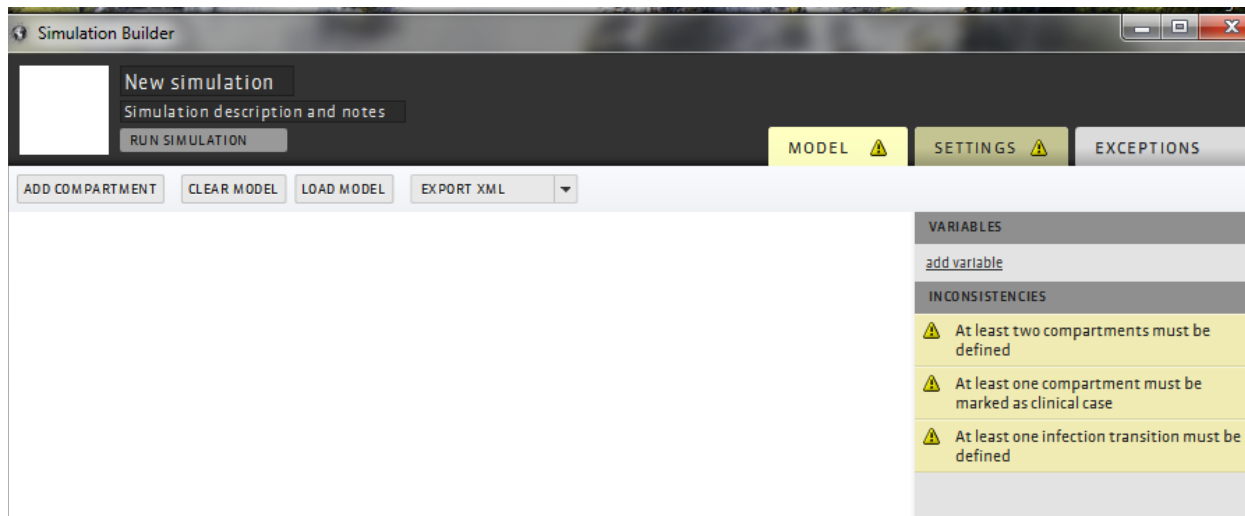 Simulation Builder
New simulation
Simulation description and notes
RUN SIMULATION
MODEL
SETTINGS
EXCEPTIONS
ADD COMPARTMENT
CLEAR MODEL
LOAD MODEL
EXPORT XML
VARIABLES
add variable
INCONSISTENCIES
At least two compartments must be
defined
At least one compartment must be
marked as clinical case
At least one infection transition must be
defined